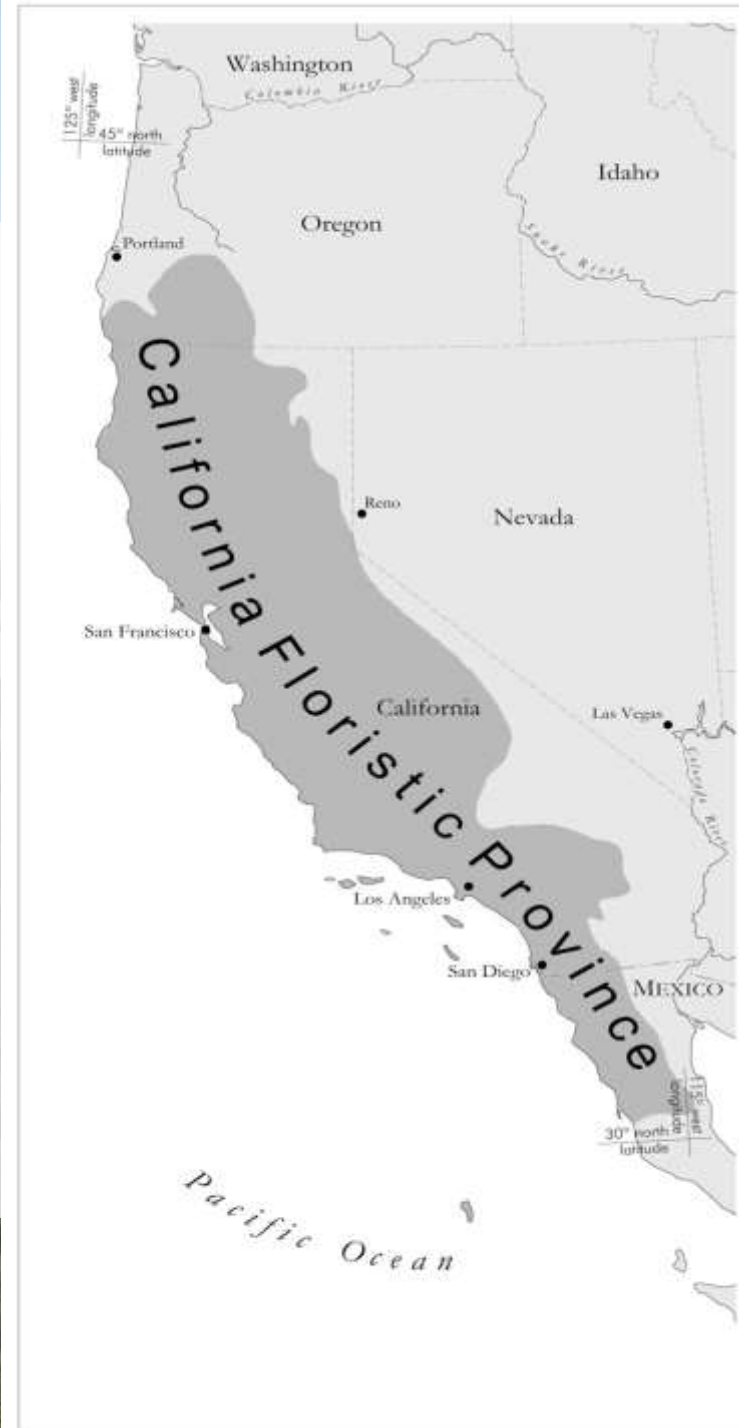 Washington
Columbia River
125° west
longitude
45° north
latitude
Idaho
Oregon
Portland
Snake River
California Floristic Province
Reno
Nevada
San Francisco
California
Las Vegas
Colorado River
Los Angeles
San Diego
MEXICO
115° west
longitude
30° north
latitude
Pacific Ocean